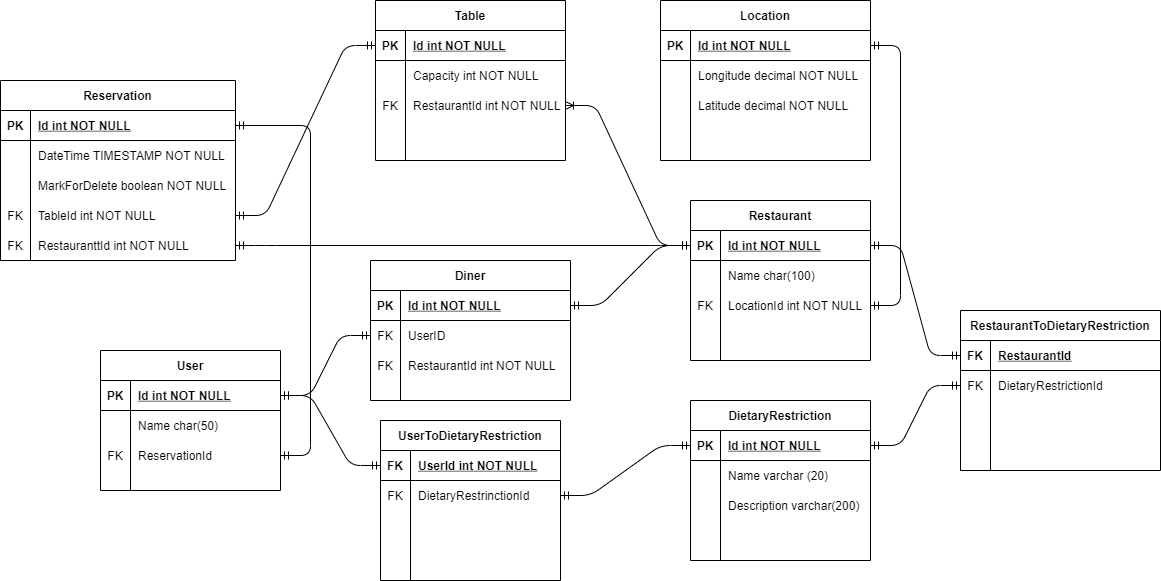 Table
PK Id int NOT NULL
Capacity int NOT NULL
FK RestaurantId int NOT NULL
Location
PK Id int NOT NULL
Longitude decimal NOT NULL
Latitude decimal NOT NULL
Reservation
PK Id int NOT NULL
DateTime TIMESTAMP NOT NULL
MarkForDelete boolean NOT NULL
FK TableId int NOT NULL
FK RestauranttId int NOT NULL
Restaurant
PK Id int NOT NULL
Name char(100)
FK LocationId int NOT NULL
Diner
PK Id int NOT NULL
FK UserID
FK RestaurantId int NOT NULL
RestaurantToDietaryRestriction
FK RestaurantId
FK DietaryRestrictionId
User
PK Id int NOT NULL
Name char(50)
FK ReservationId
UserToDietaryRestriction
FK UserId int NOT NULL
FK DietaryRestrinctionId
DietaryRestriction
PK Id int NOT NULL
Name varchar (20)
Description varchar(200)